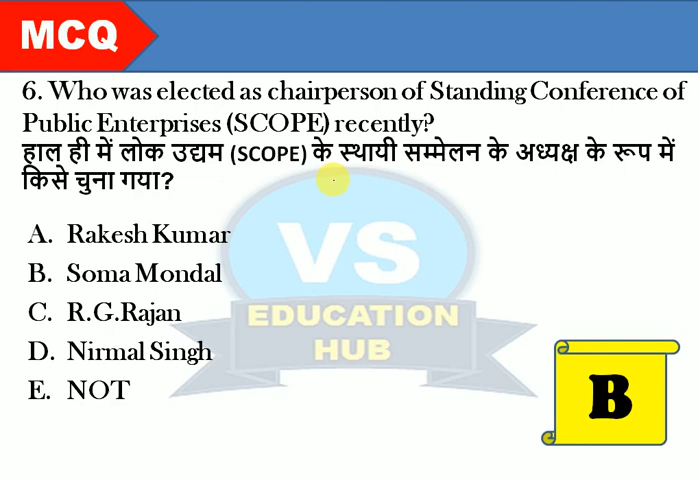 MCQ
6. Who was elected as chairperson of Standing Conference of
Public Enterprises (SCOPE) recently?
हाल ही में लोक उद्यम (SCOPE) के स्थायी सम्मेलन के अध्यक्ष के रूप में
किसे चुना गया?
A. Rakesh Kumar
B. Soma Mondal
C. R.G.Rajan
D. Nirmal Singh
E. NOT
VS
EDUCATION
HUB
B